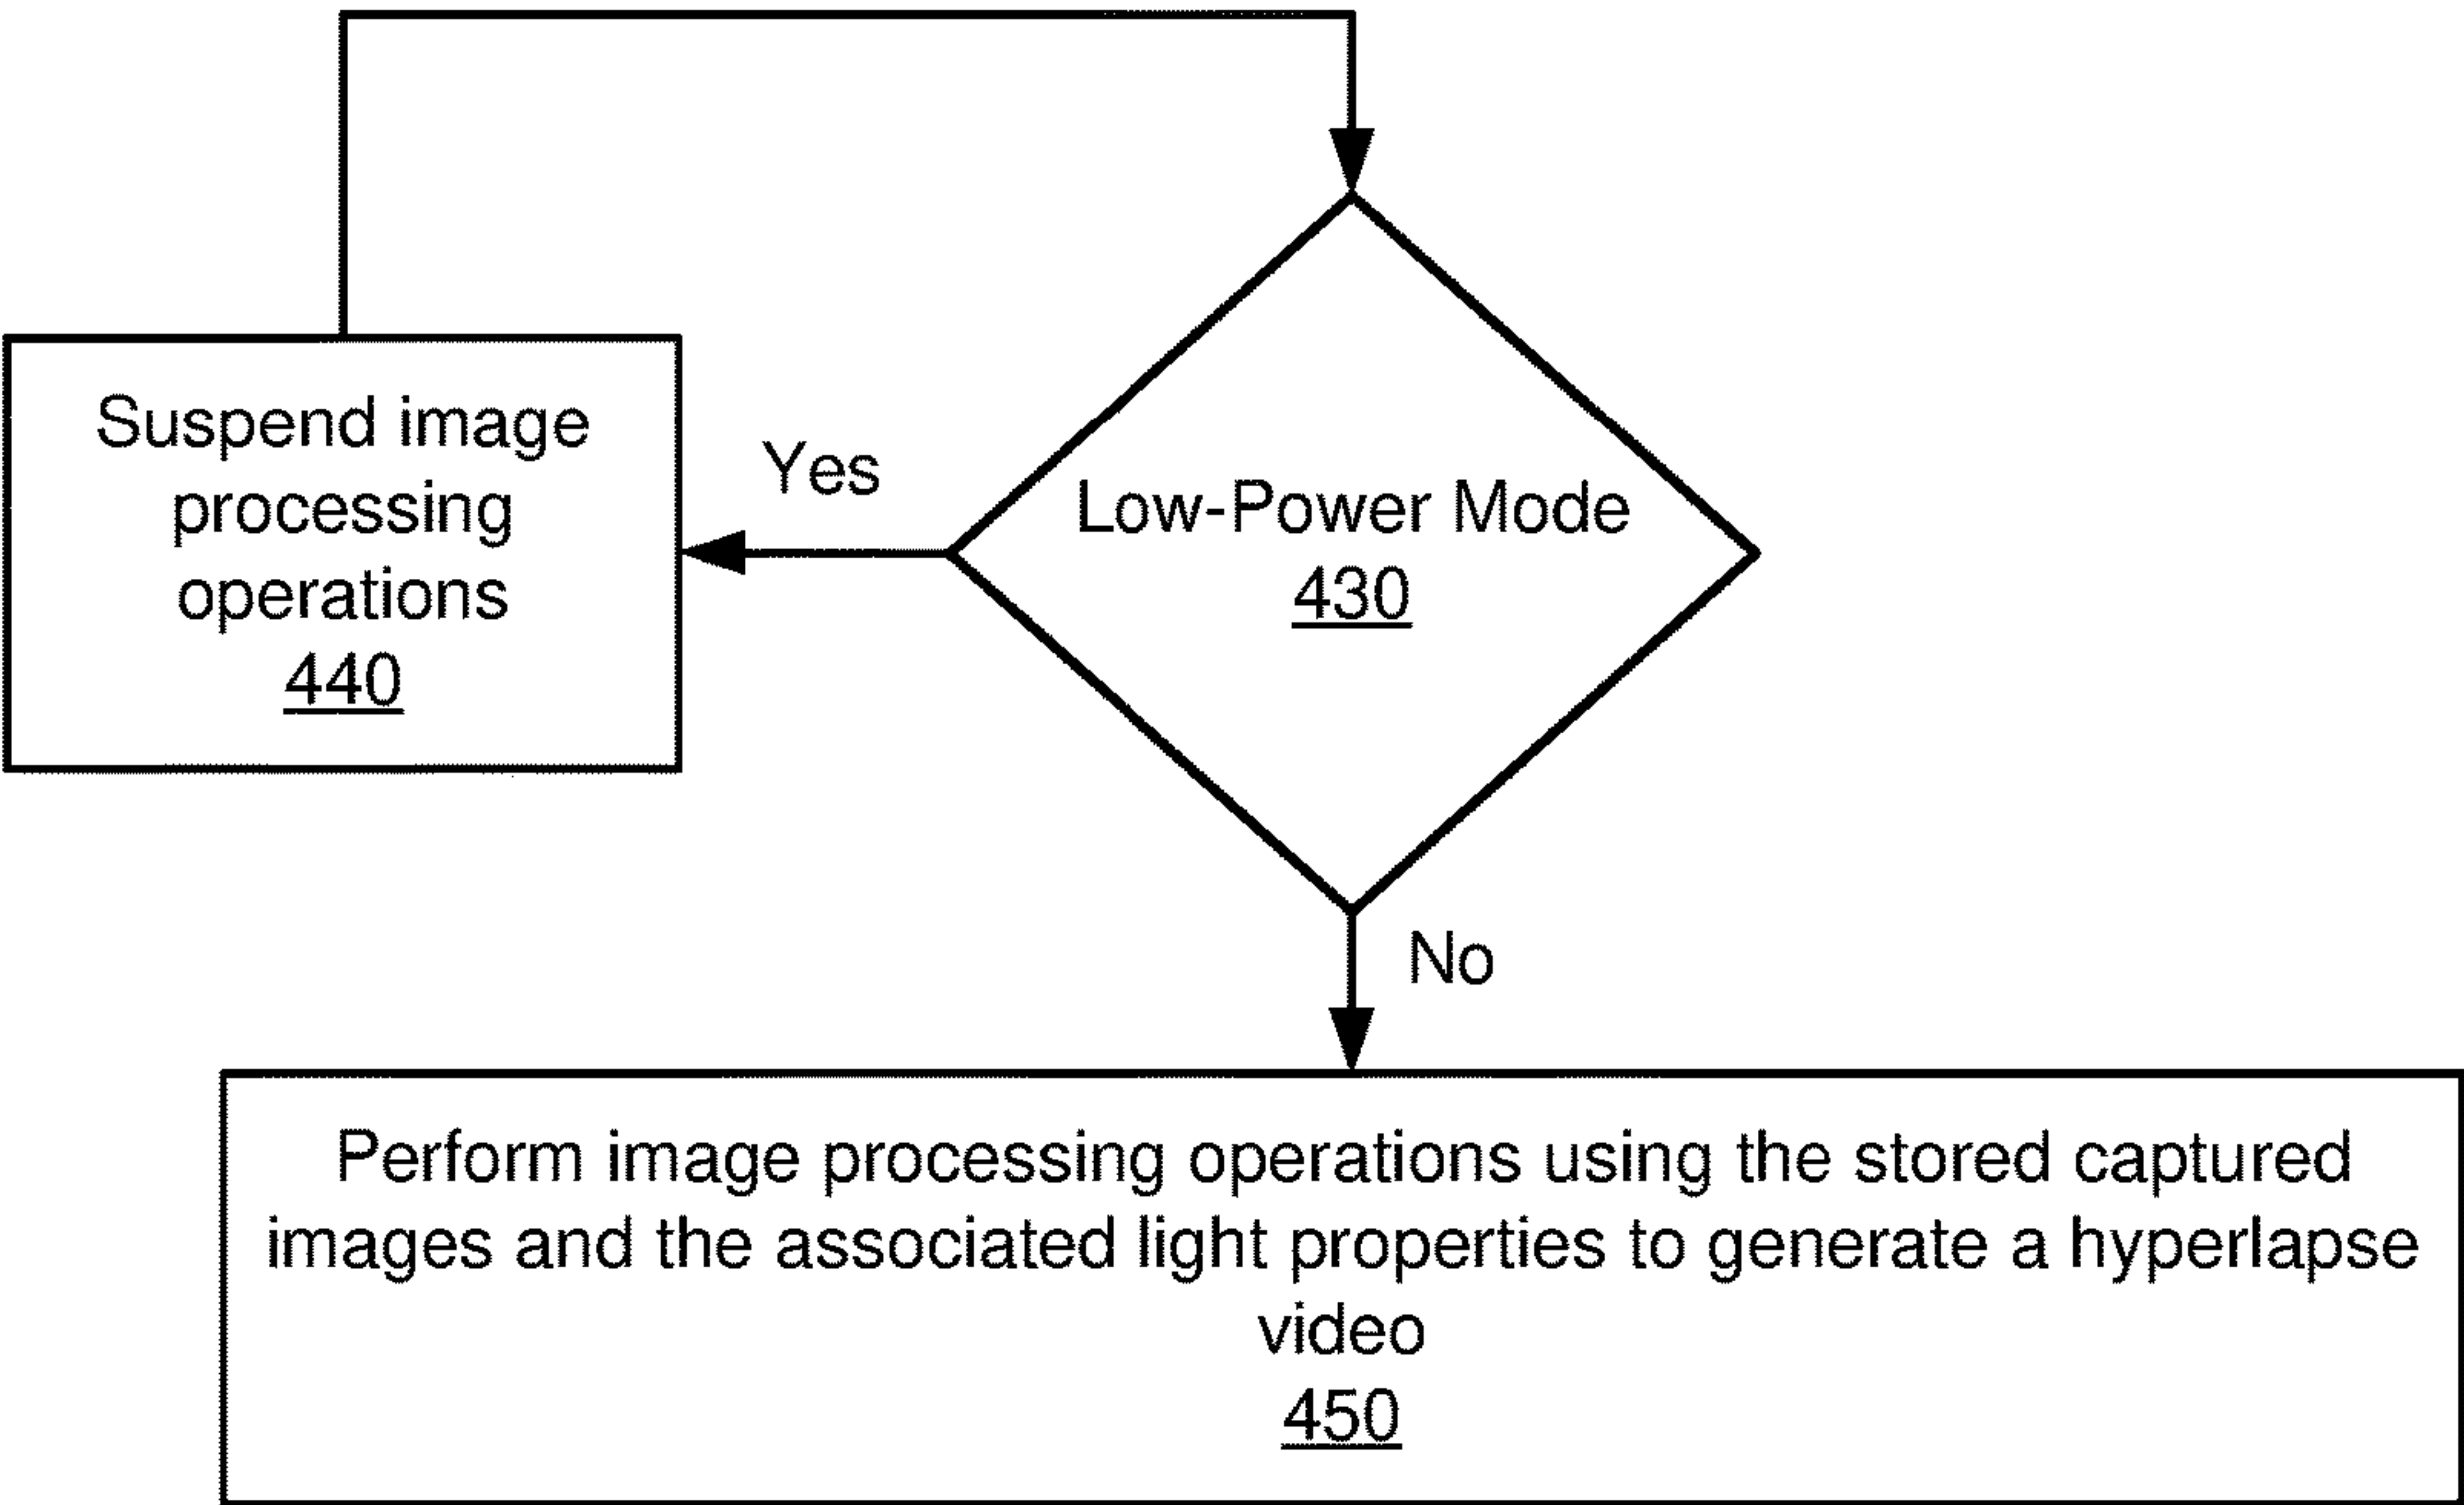 Suspend image
processing
operations
440
Yes
Low-Power Mode
430
No
Perform image processing operations using the stored captured
images and the associated light properties to generate a hyperlapse
video
450